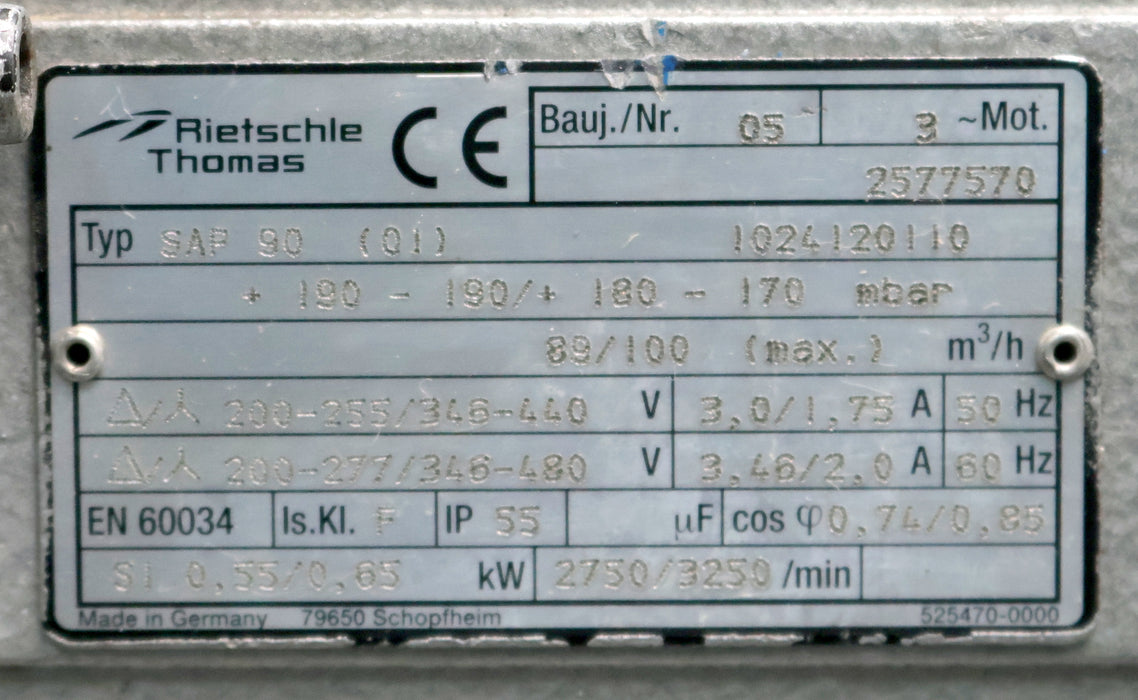 Rietschle
Thomas
CE
Bauj./Nr. 05 3 ~Mot.
2577570
Typ SAP 90 (01) 1024120110
+ 190 - 190/+ 180 - 170 mbar
89/100 (max.) m³/h
△/⅄ 200-255/346-440 V 3,0/1,75 A 50 Hz
△/⅄ 200-277/346-480 V 3,46/2,0 A 60 Hz
EN 60034 Is.Kl. F IP 55 µF cos φ 0,74/0,85
S1 0,55/0,65 kW 2750/3250 /min
Made in Germany 79650 Schopfheim 525470-0000